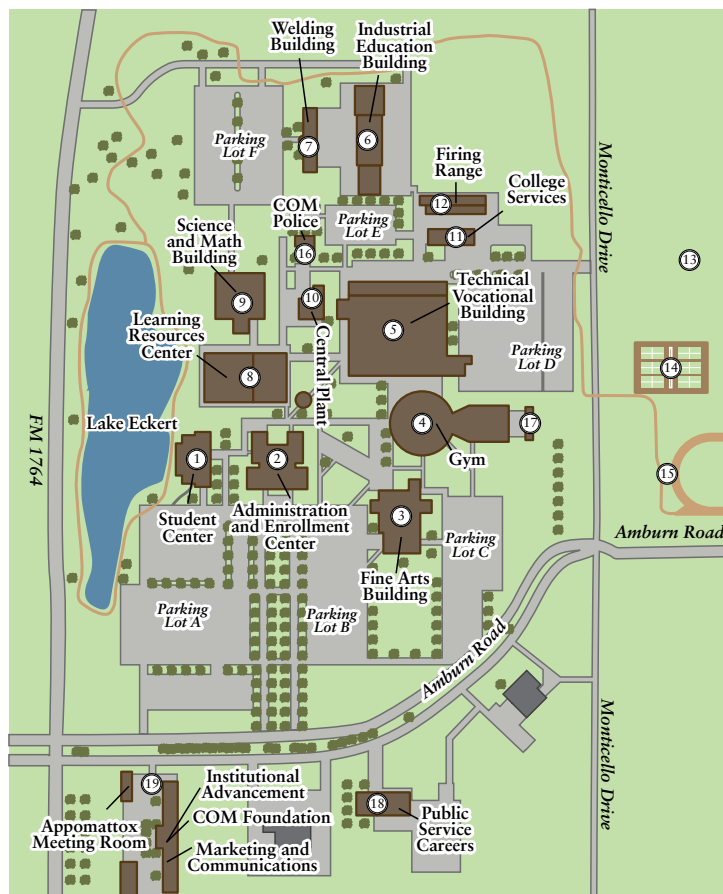 Welding
Building
Industrial
Education
Building
6
7
Parking
Lot F
Firing
Range
12
College
Services
11
COM
Police
16
Parking
Lot E
Monticello Drive
13
Science
and Math
Building
9
10
Central Plant
Technical
Vocational
Building
5
Learning
Resources
Center
8
Parking
Lot D
14
Lake Eckert
FM 1764
4
Gym
17
1
Student
Center
2
Administration
and Enrollment
Center
15
3
Fine Arts
Building
Parking
Lot C
Amburn Road
Parking
Lot A
Parking
Lot B
Amburn Road
Monticello Drive
19
Institutional
Advancement
COM Foundation
Marketing and
Communications
Appomattox
Meeting Room
18
Public
Service
Careers